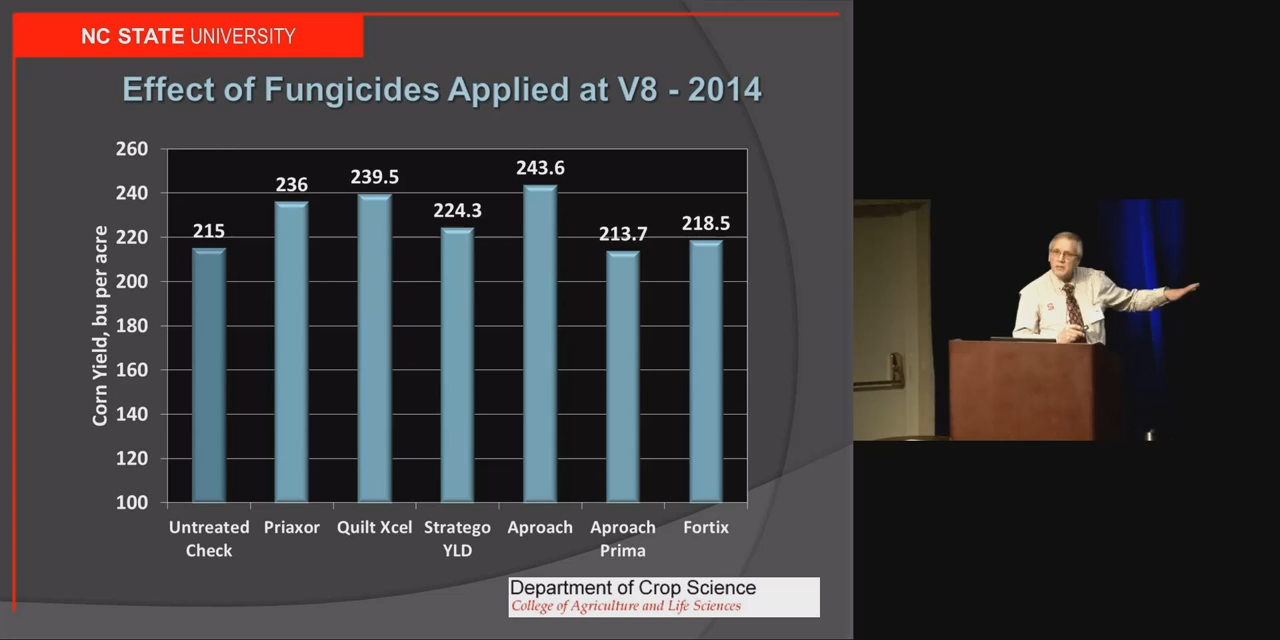 NC STATE UNIVERSITY
Effect of Fungicides Applied at V8 - 2014
Corn Yield, bu per acre
260
240
220
200
180
160
140
120
100
215
236
239.5
224.3
243.6
213.7
218.5
Untreated Check
Priaxor
Quilt Xcel
Stratego YLD
Aproach
Aproach Prima
Fortix
Department of Crop Science
College of Agriculture and Life Sciences
S